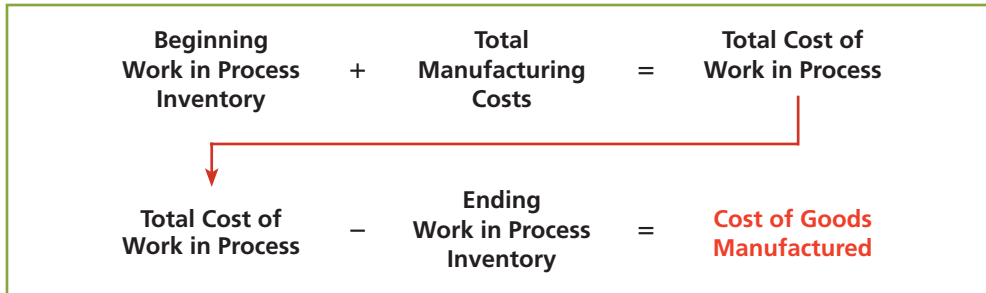 Beginning
Work in Process
Inventory
+
Total
Manufacturing
Costs
=
Total Cost of
Work in Process
Total Cost of
Work in Process
−
Ending
Work in Process
Inventory
=
Cost of Goods
Manufactured